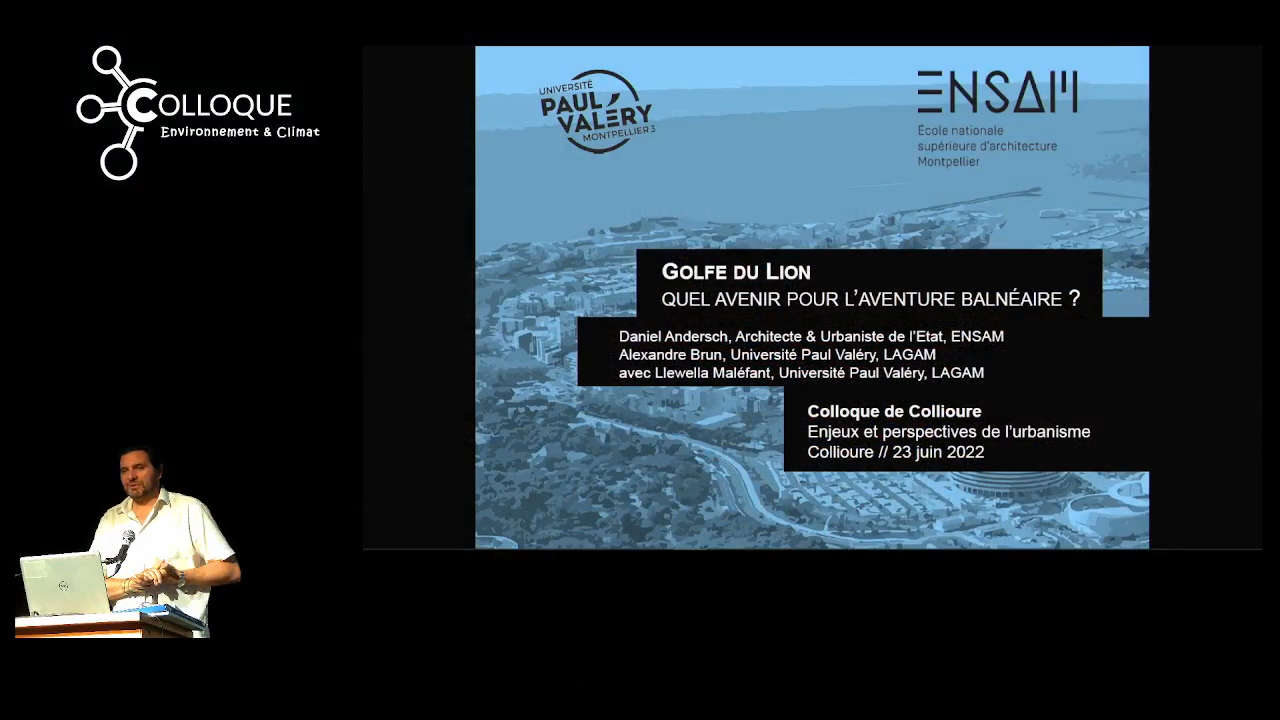 COLLOQUE
Environnement & Climat
UNIVERSITÉ
PAUL
VALÉRY
MONTPELLIER 3
ENSAM
École nationale
supérieure d'architecture
Montpellier
GOLFE DU LION
QUEL AVENIR POUR L'AVENTURE BALNÉAIRE ?
Daniel Andersch, Architecte & Urbaniste de l'Etat, ENSAM
Alexandre Brun, Université Paul Valéry, LAGAM
avec Llewella Maléfant, Université Paul Valéry, LAGAM
Colloque de Collioure
Enjeux et perspectives de l'urbanisme
Collioure // 23 juin 2022